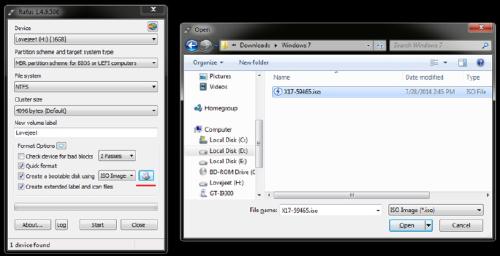 Rufus 1.4.9.506
Device
Lovejeet (H:) [16GB]
Partition scheme and target system type
MBR partition scheme for BIOS or UEFI computers
File system
NTFS
Cluster size
4096 bytes (Default)
New volume label
Lovejeet
Format Options
Check device for bad blocks
2 Passes
Quick format
Create a bootable disk using
ISO Image
Create extended label and icon files
About...
Log
Start
Close
1 device found
Open
Downloads
Windows 7
Search Windows 7
Organize
New folder
Name
Date modified
Type
Pictures
Videos
Homegroup
Computer
Local Disk (C:)
Local Disk (D:)
Local Disk (E:)
BD-ROM Drive (
Lovejeet (H:)
GT-I9300
X17-59465.iso
7/28/2014 2:45 PM
ISO File
File name:
X17-59465.iso
ISO Image (*.iso)
Open
Cancel